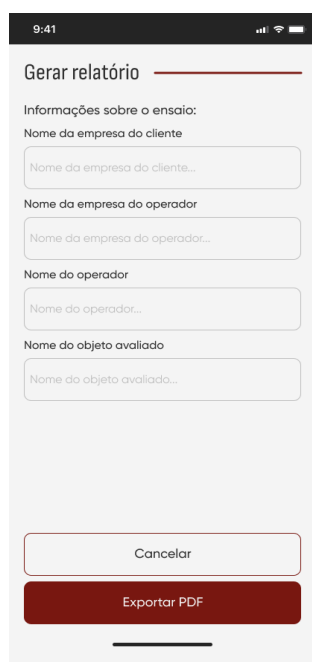 9:41
Gerar relatório
Informações sobre o ensaio:
Nome da empresa do cliente
Nome da empresa do cliente...
Nome da empresa do operador
Nome da empresa do operador...
Nome do operador
Nome do operador...
Nome do objeto avaliado
Nome do objeto avaliado...
Cancelar
Exportar PDF